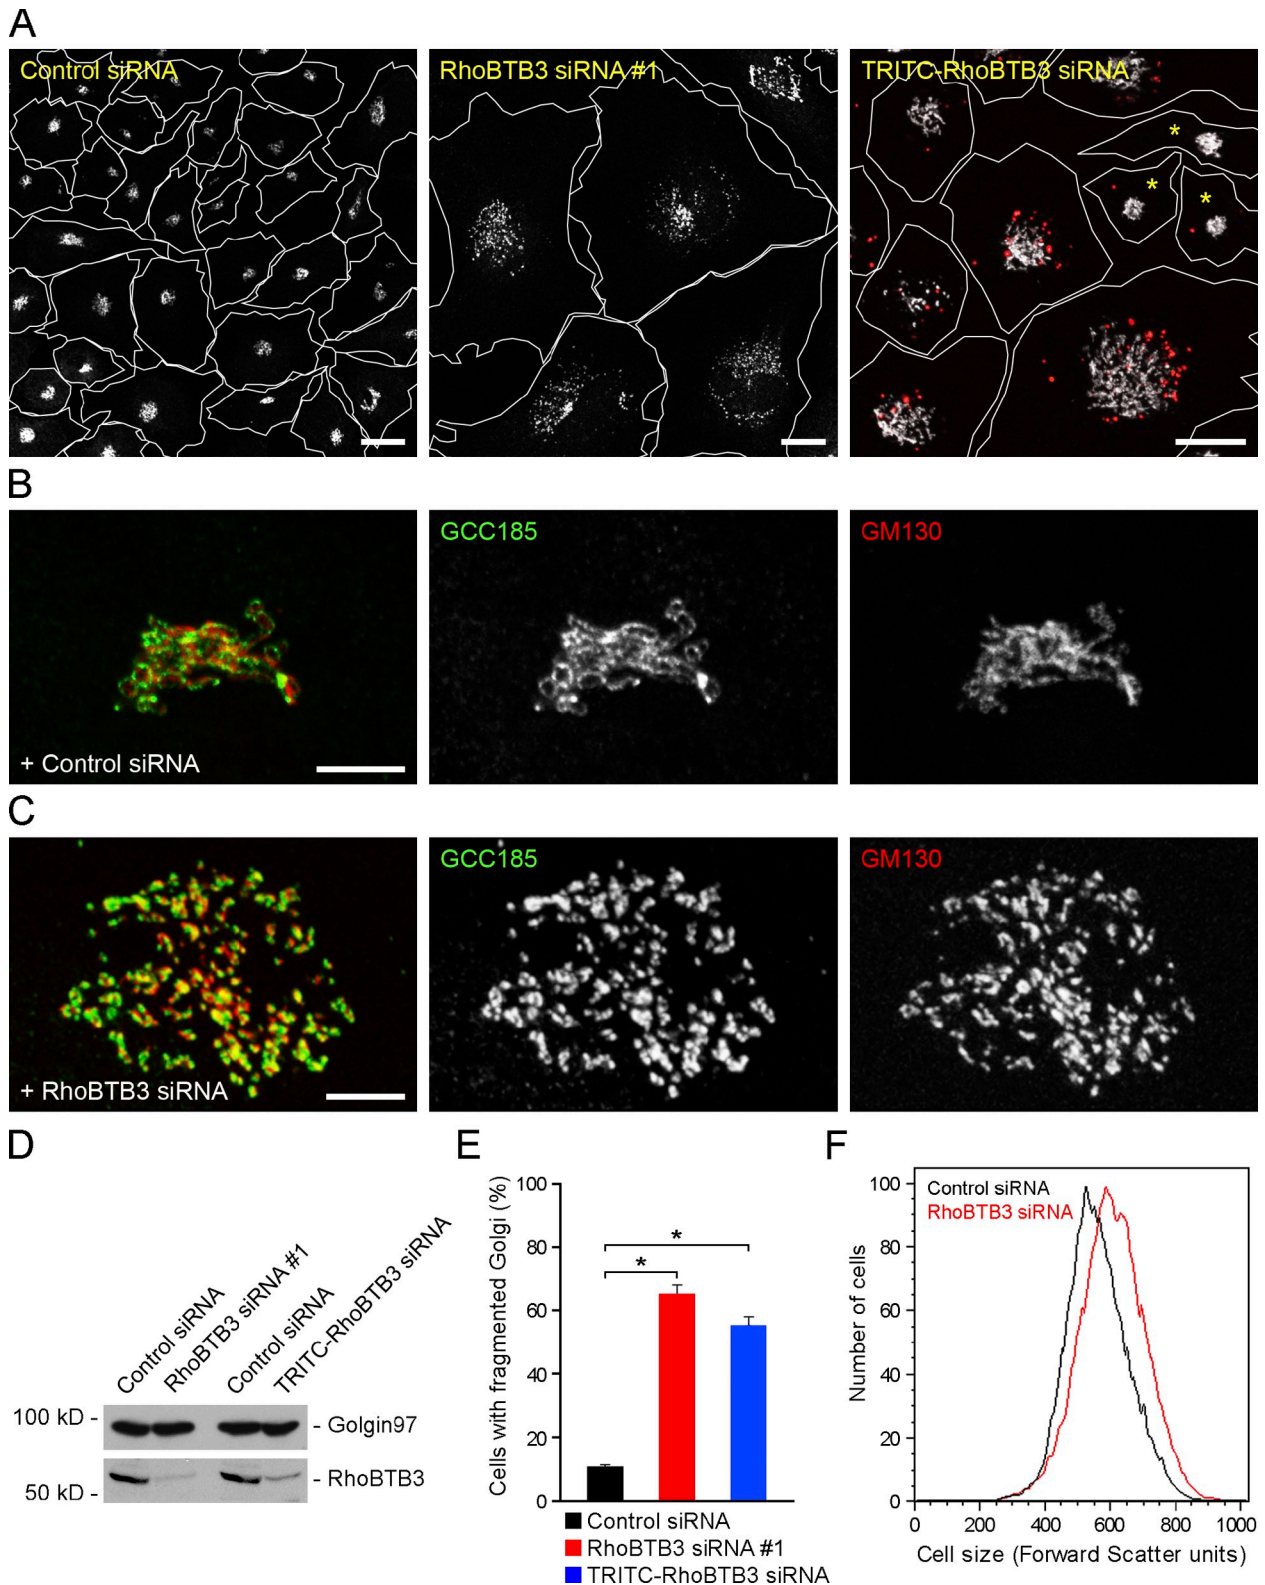 A
Control siRNA
RhoBTB3 siRNA #1
TRITC-RhoBTB3 siRNA
*
*
*
B
GCC185
GM130
+ Control siRNA
C
GCC185
GM130
+ RhoBTB3 siRNA
D
Control siRNA
RhoBTB3 siRNA #1
Control siRNA
TRITC-RhoBTB3 siRNA
100 kD -
- Golgin97
- RhoBTB3
50 kD -
E
Cells with fragmented Golgi (%)
100
80
60
40
20
0
*
*
Control siRNA
RhoBTB3 siRNA #1
TRITC-RhoBTB3 siRNA
F
Control siRNA
RhoBTB3 siRNA
Number of cells
100
80
60
40
20
0
0 200 400 600 800 1000
Cell size (Forward Scatter units)